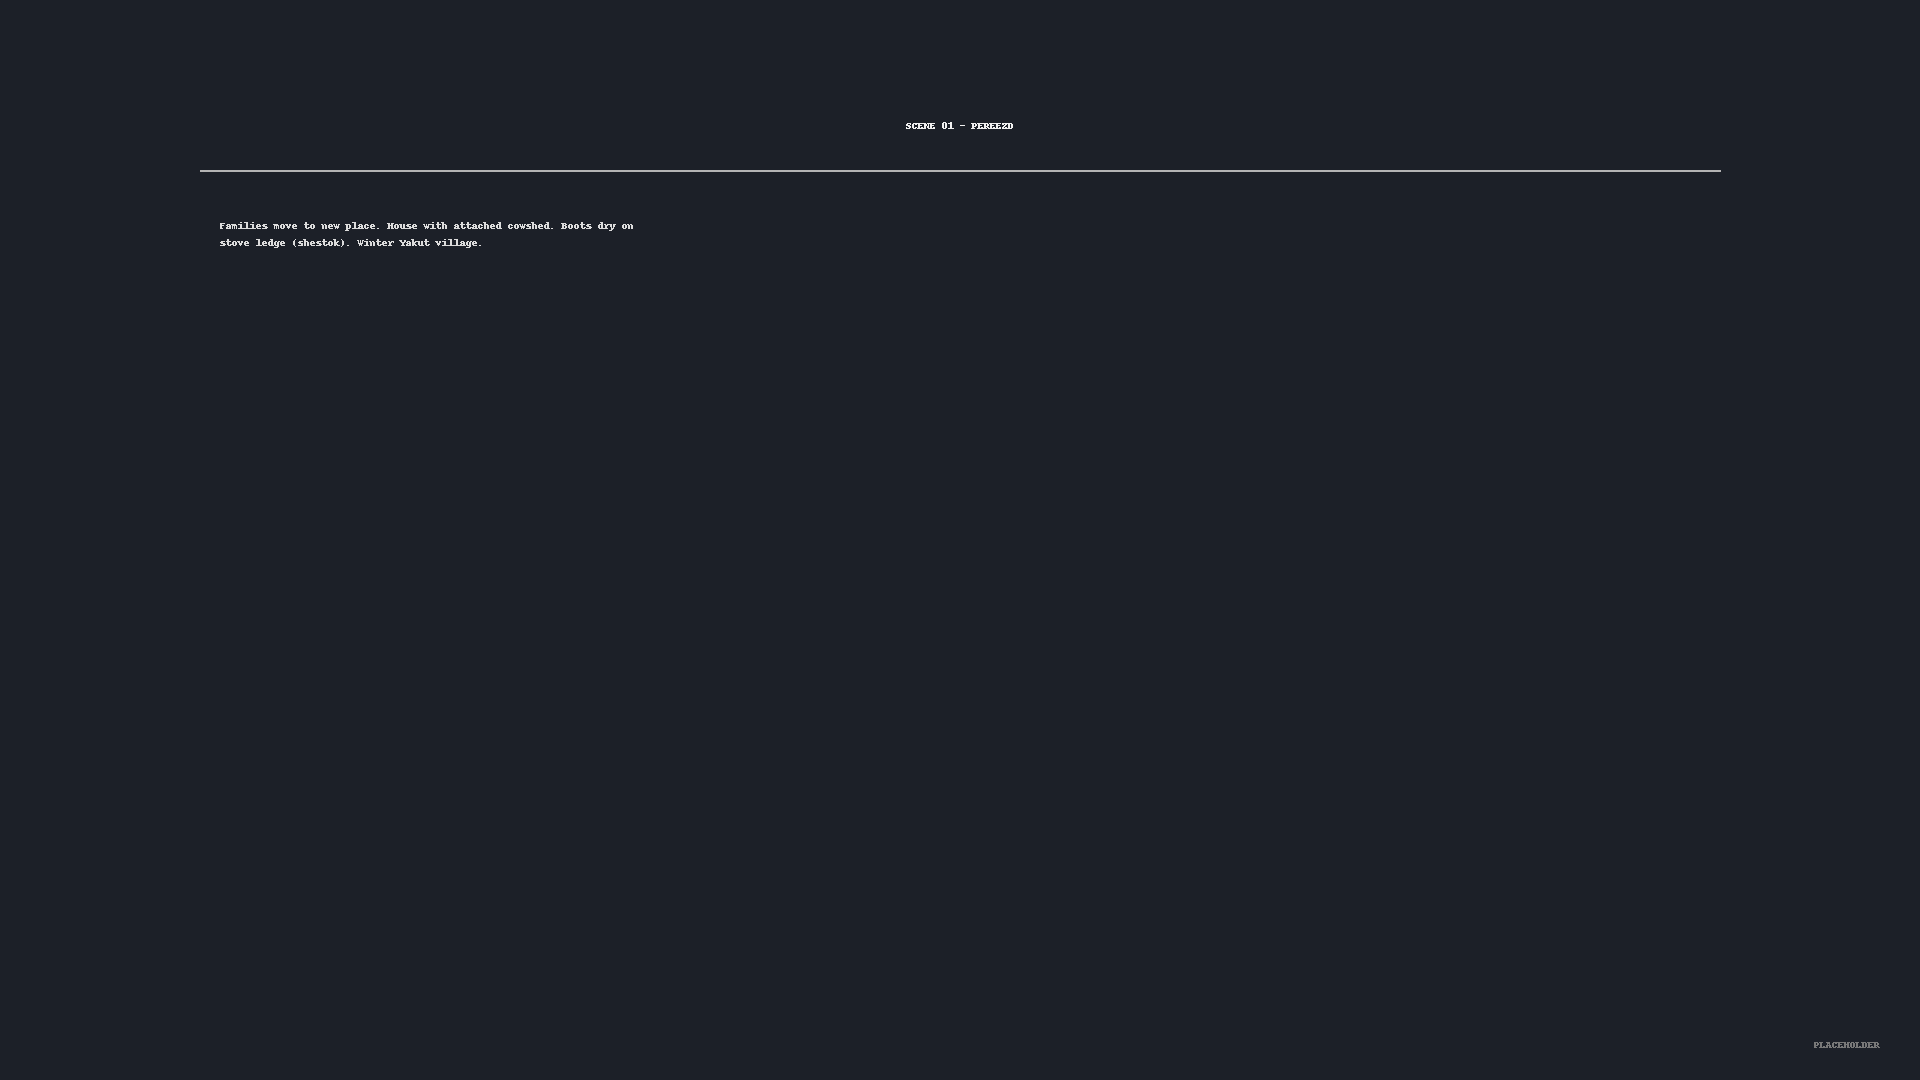 SCENE 01 - PEREEZD
Families move to new place. House with attached cowshed. Boots dry on
stove ledge (shestok). Winter Yakut village.
PLACEHOLDER